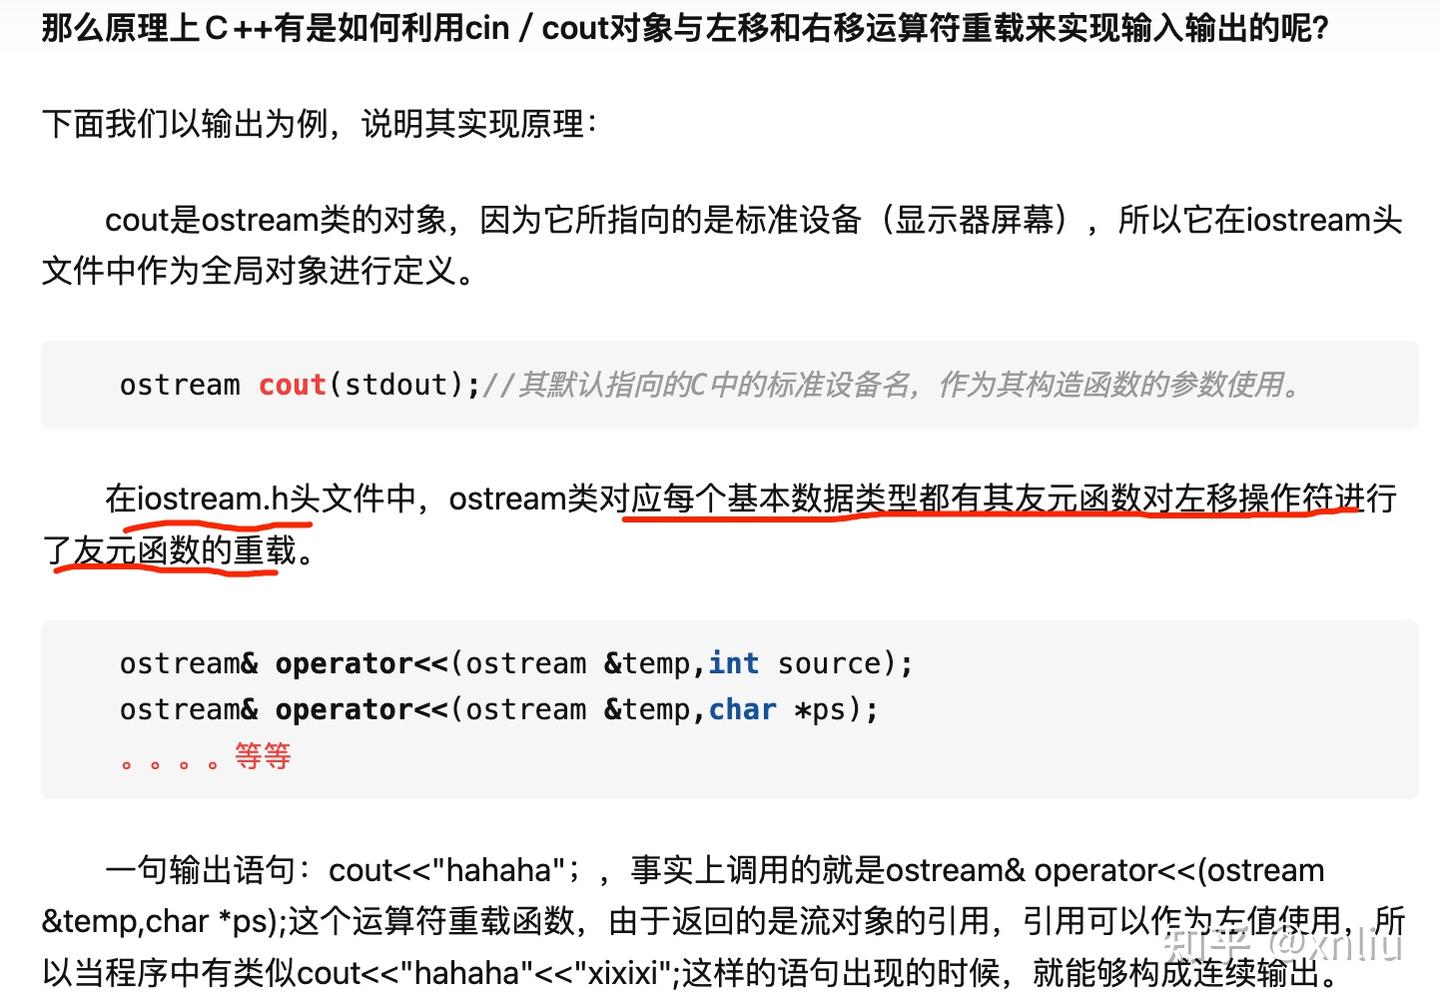 那么原理上Ｃ++有是如何利用cin / cout对象与左移和右移运算符重载来实现输入输出的呢?
下面我们以输出为例，说明其实现原理：
cout是ostream类的对象，因为它所指向的是标准设备（显示器屏幕），所以它在iostream头
文件中作为全局对象进行定义。
ostream cout(stdout);//其默认指向的C中的标准设备名，作为其构造函数的参数使用。
在iostream.h头文件中，ostream类对应每个基本数据类型都有其友元函数对左移操作符进行
了友元函数的重载。
ostream& operator<<(ostream &temp,int source);
ostream& operator<<(ostream &temp,char *ps);
。。。。等等
一句输出语句：cout<<"hahaha"；，事实上调用的就是ostream& operator<<(ostream
&temp,char *ps);这个运算符重载函数，由于返回的是流对象的引用，引用可以作为左值使用，所
以当程序中有类似cout<<"hahaha"<<"xixixi";这样的语句出现的时候，就能够构成连续输出。
知乎 @xnliu